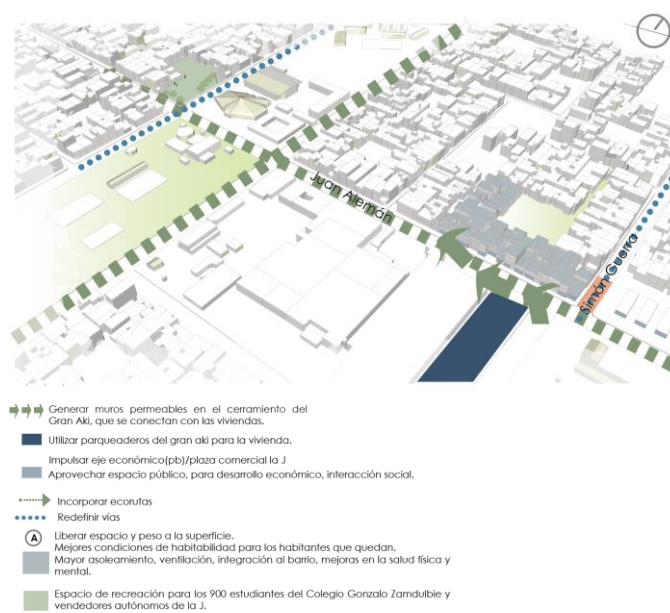 Juan Alemán
Simón Guerra
Generar muros permeables en el cerramiento del
Gran Aki, que se conectan con las viviendas.
Utilizar parqueaderos del gran aki para la vivienda.
Impulsar eje económico(pb)/plaza comercial la J
Aprovechar espacio público, para desarrollo económico, interacción social.
Incorporar ecorutas
Redefinir vías
A
Liberar espacio y peso a la superficie.
Mejores condiciones de habitabilidad para los habitantes que quedan.
Mayor asoleamiento, ventilación, integración al barrio, mejoras en la salud física y
mental.
Espacio de recreación para los 900 estudiantes del Colegio Gonzalo Zamdulbie y
vendedores autónomos de la J.